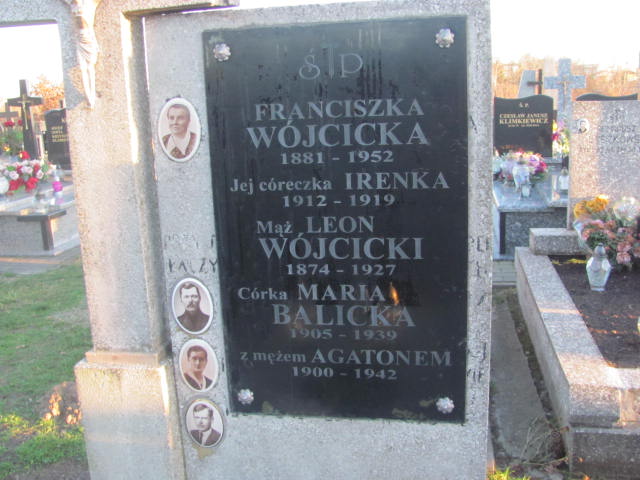 Ś P
FRANCISZKA
WÓJCICKA
1881 - 1952
Jej córeczka IRENKA
1912 - 1919
Mąż LEON
WÓJCICKI
1874 - 1927
Córka MARIA
BALICKA
1905 - 1939
z mężem AGATONEM
1900 - 1942
Ś. P.
CZESŁAW JANUSZ
KLIMKIEWICZ